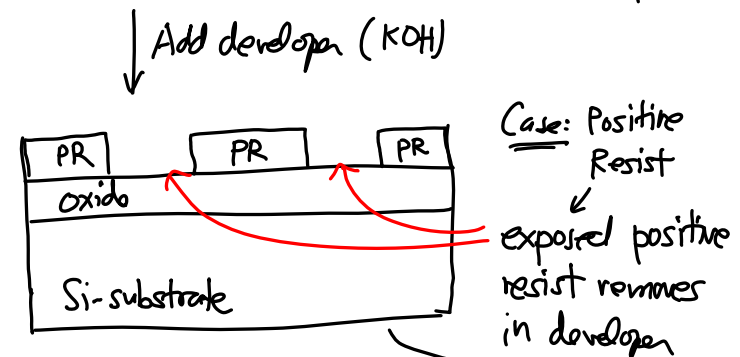 Add developer (KOH)
PR
PR
PR
oxide
Si-substrate
Case: Positive
Resist
exposed positive
resist removes
in developer